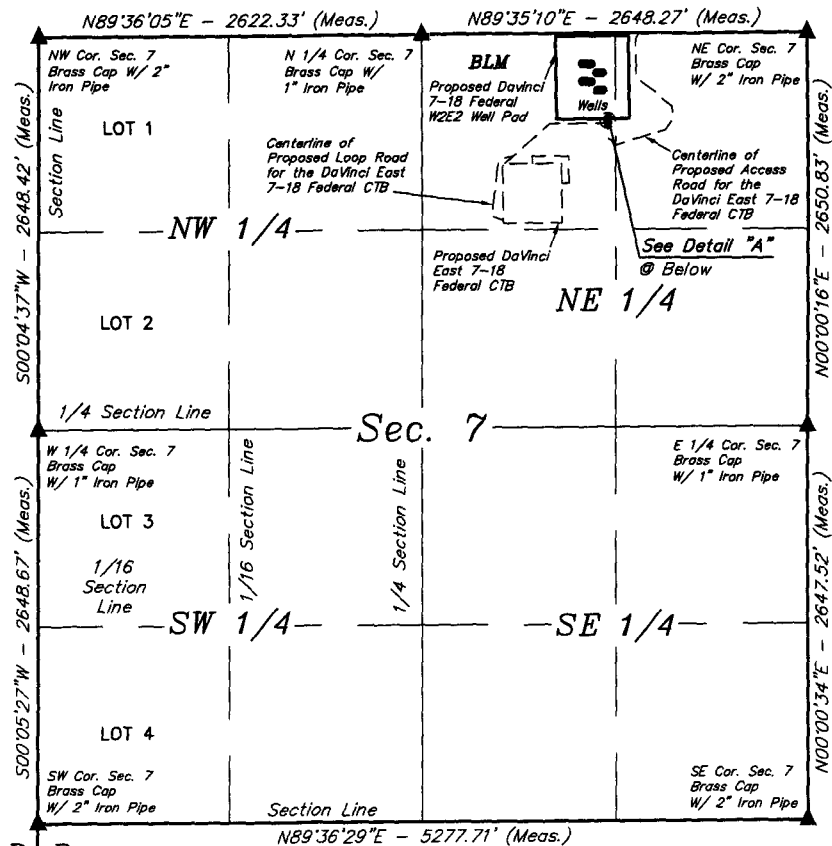 N89°36'05"E - 2622.33' (Meas.)
N89°35'10"E - 2648.27' (Meas.)
NW Cor. Sec. 7
Brass Cap W/ 2"
Iron Pipe
N 1/4 Cor. Sec. 7
Brass Cap W/
1" Iron Pipe
BLM
Proposed Davinci
7-18 Federal
W2E2 Well Pad
Wells
NE Cor. Sec. 7
Brass Cap
W/ 2" Iron Pipe
LOT 1
Section Line
S00°04'37"W - 2648.42' (Meas.)
Centerline of
Proposed Loop Road
for the DaVinci East
7-18 Federal CTB
Centerline of
Proposed Access
Road for the
DaVinci East 7-18
Federal CTB
N00°00'16"E - 2650.83' (Meas.)
NW 1/4
Proposed DaVinci
East 7-18
Federal CTB
See Detail "A"
@ Below
NE 1/4
LOT 2
1/4 Section Line
Sec. 7
W 1/4 Cor. Sec. 7
Brass Cap
W/ 1" Iron Pipe
E 1/4 Cor. Sec. 7
Brass Cap
W/ 1" Iron Pipe
LOT 3
1/16
Section
Line
1/16 Section Line
1/4 Section Line
S00°05'27"W - 2648.67' (Meas.)
N00°00'34"E - 2647.52' (Meas.)
SW 1/4
SE 1/4
LOT 4
SW Cor. Sec. 7
Brass Cap
W/ 2" Iron Pipe
SE Cor. Sec. 7
Brass Cap
W/ 2" Iron Pipe
Section Line
N89°36'29"E - 5277.71' (Meas.)